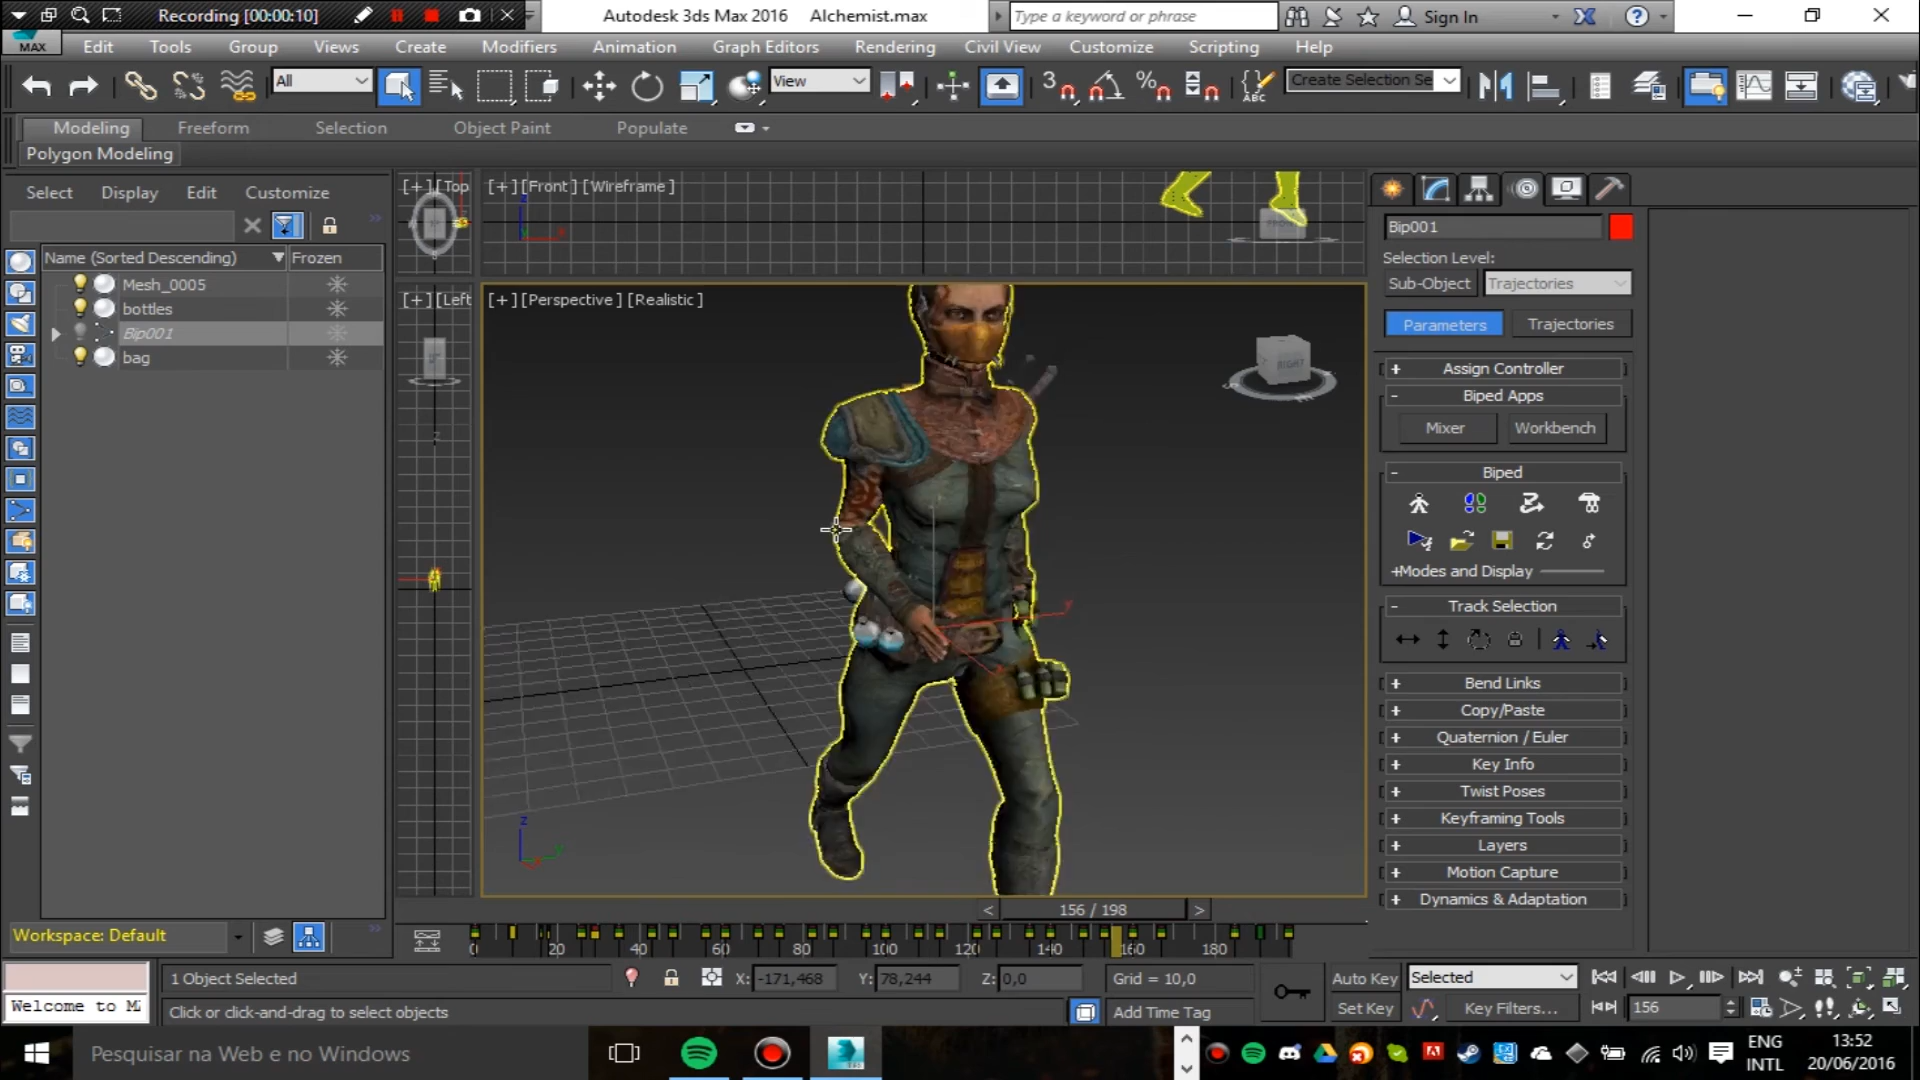 Recording [00:00:10]
Autodesk 3ds Max 2016 Alchemist.max
Type a keyword or phrase
Sign In
MAX
Edit Tools Group Views Create Modifiers Animation Graph Editors Rendering Civil View Customize Scripting Help
All
View
Create Selection Se
Modeling Freeform Selection Object Paint Populate
Polygon Modeling
Select Display Edit Customize
Name (Sorted Descending) Frozen
Mesh_0005
bottles
Bip001
bag
Workspace: Default
[+] [Top
[+] [Front] [Wireframe]
[+] [Left
[+] [Perspective] [Realistic]
RIGHT
156 / 198
0 20 40 60 80 100 120 140 160 180
Bip001
Selection Level:
Sub-Object Trajectories
Parameters Trajectories
+ Assign Controller
- Biped Apps
Mixer Workbench
- Biped
+Modes and Display
- Track Selection
+ Bend Links
+ Copy/Paste
+ Quaternion / Euler
+ Key Info
+ Twist Poses
+ Keyframing Tools
+ Layers
+ Motion Capture
+ Dynamics & Adaptation
1 Object Selected X: -171,468 Y: 78,244 Z: 0,0 Grid = 10,0 Auto Key Selected
Welcome to M
Click or click-and-drag to select objects Add Time Tag Set Key Key Filters... 156
Pesquisar na Web e no Windows
ENG
INTL
13:52
20/06/2016